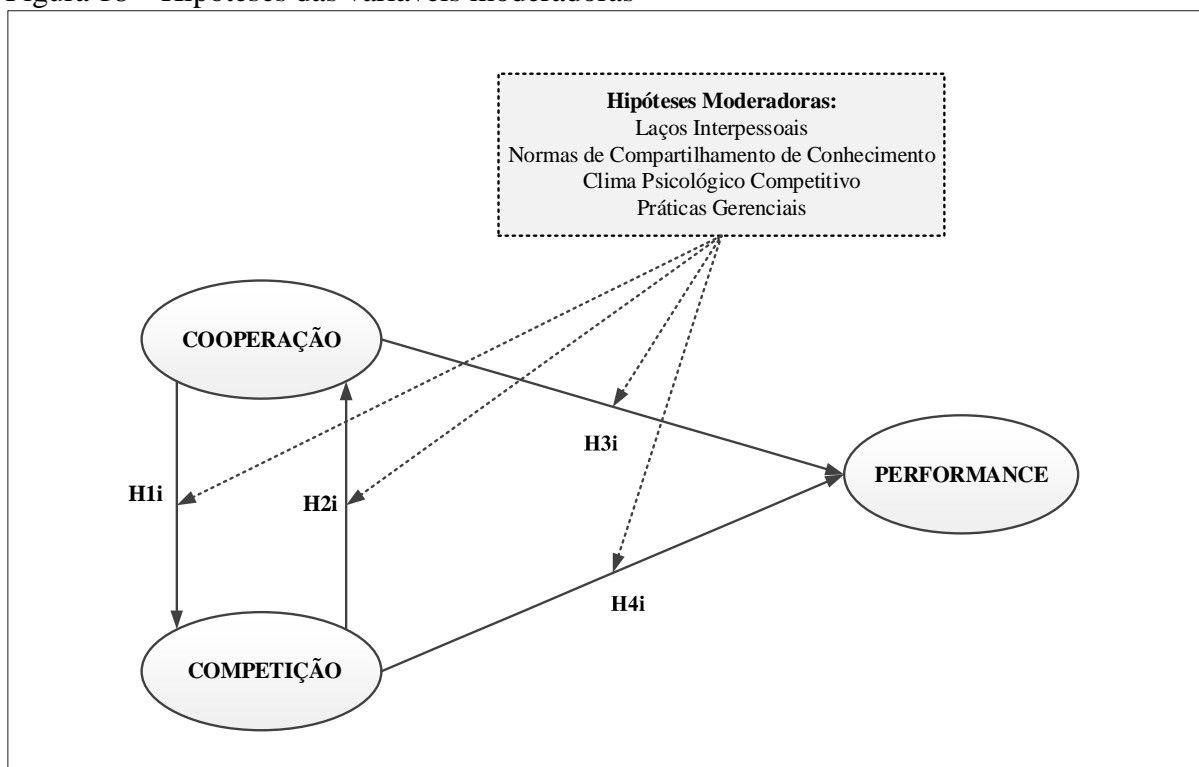 Figura 18 – Hipóteses das variáveis moderadoras
Hipóteses Moderadoras:
Laços Interpessoais
Normas de Compartilhamento de Conhecimento
Clima Psicológico Competitivo
Práticas Gerenciais
COOPERAÇÃO
H3i
PERFORMANCE
H1i
H2i
H4i
COMPETIÇÃO